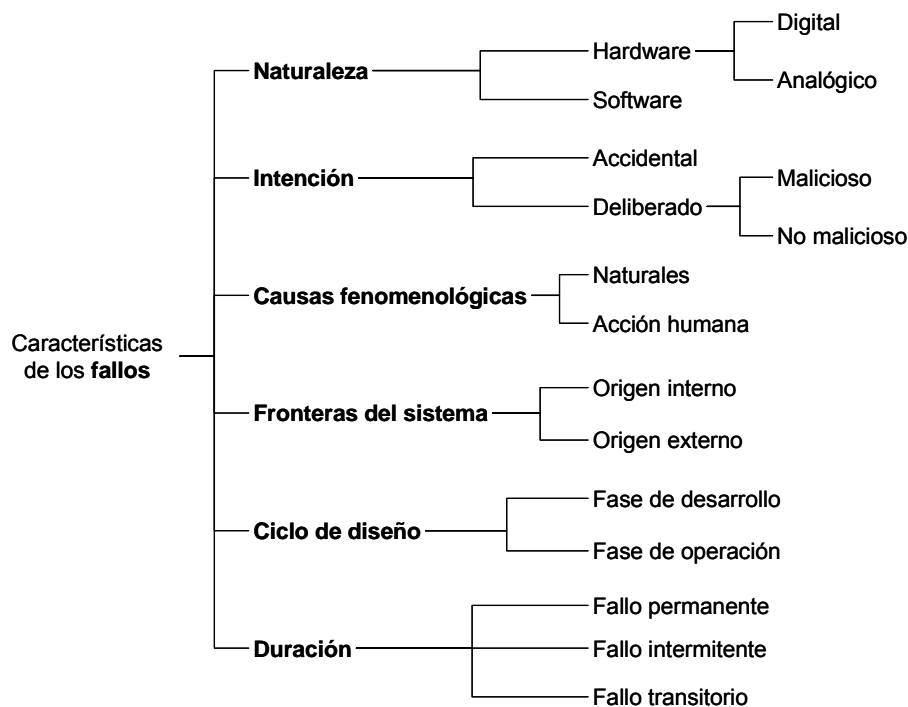 Características
de los fallos
Naturaleza
Hardware
Digital
Analógico
Software
Intención
Accidental
Deliberado
Malicioso
No malicioso
Causas fenomenológicas
Naturales
Acción humana
Fronteras del sistema
Origen interno
Origen externo
Ciclo de diseño
Fase de desarrollo
Fase de operación
Duración
Fallo permanente
Fallo intermitente
Fallo transitorio